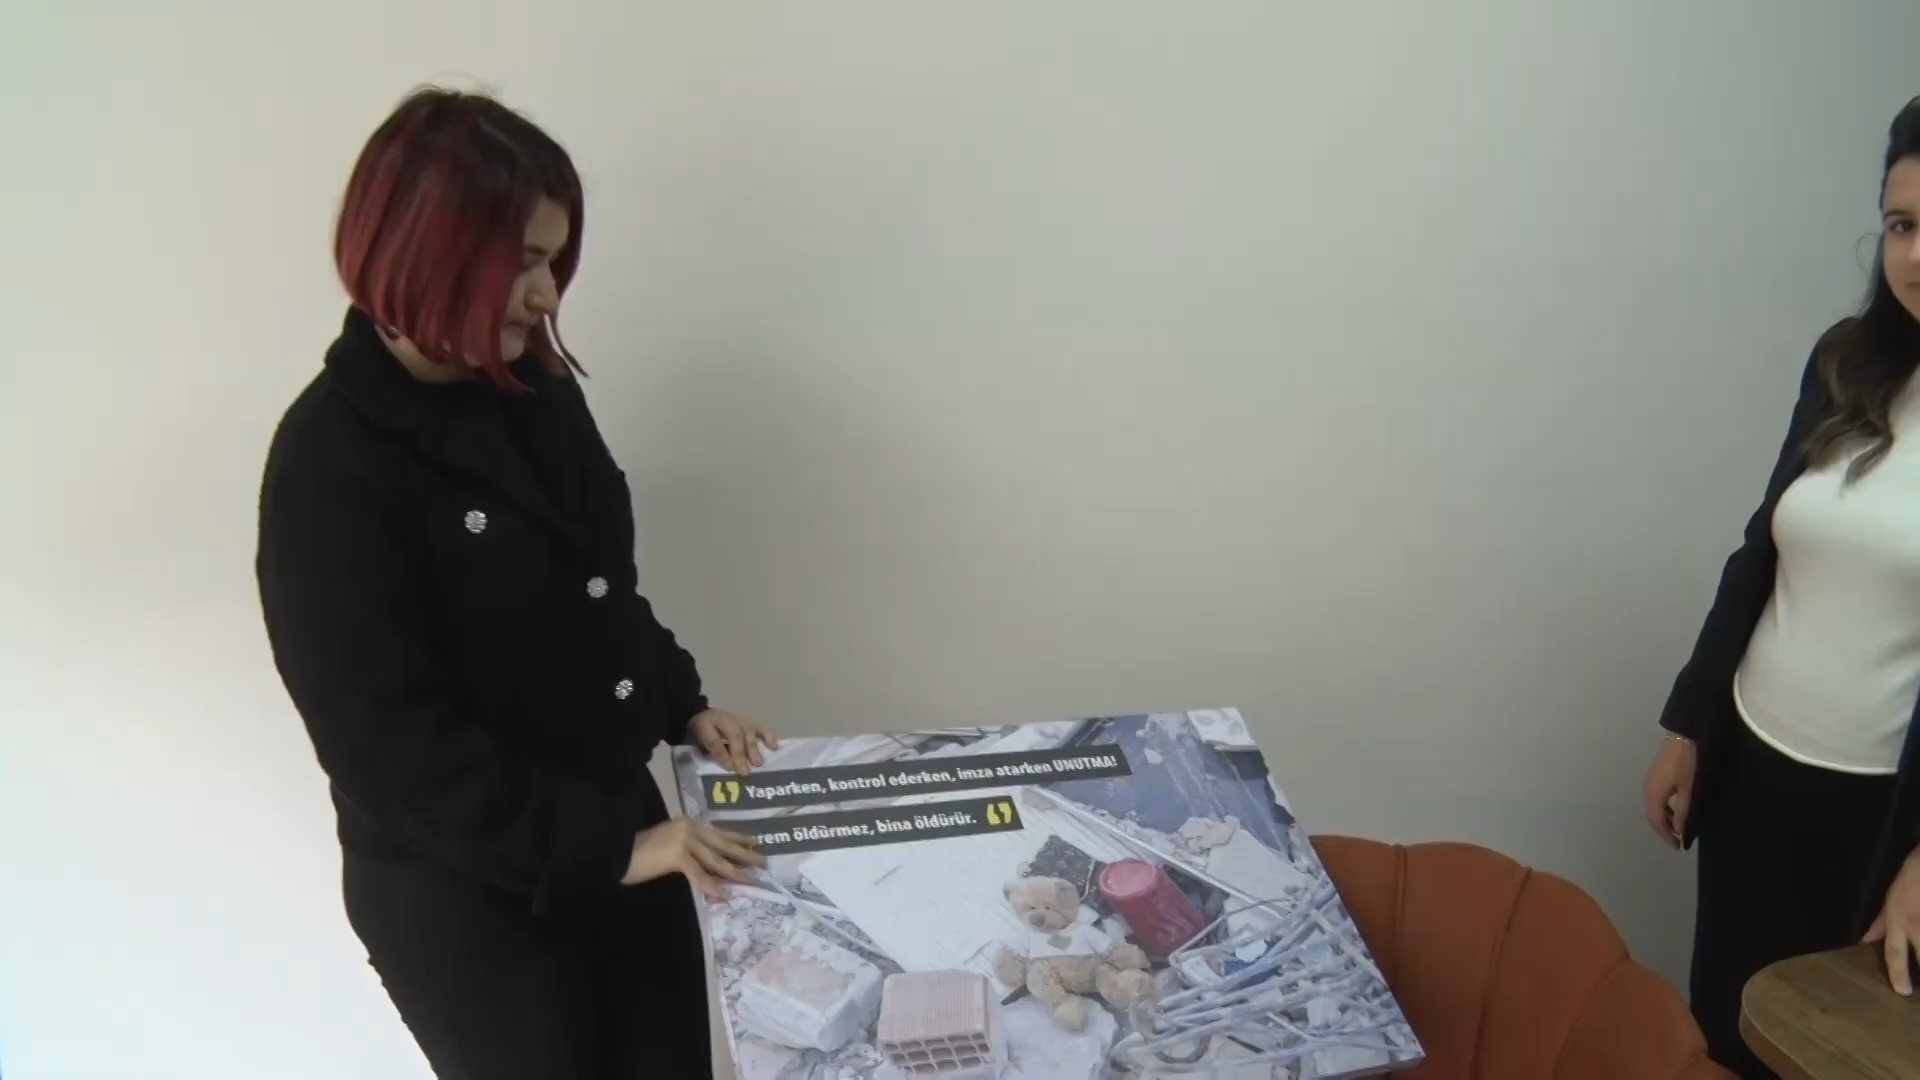 Yaparken, kontrol ederken, imza atarken UNUTMA!
öldürmez, bina öldürür.